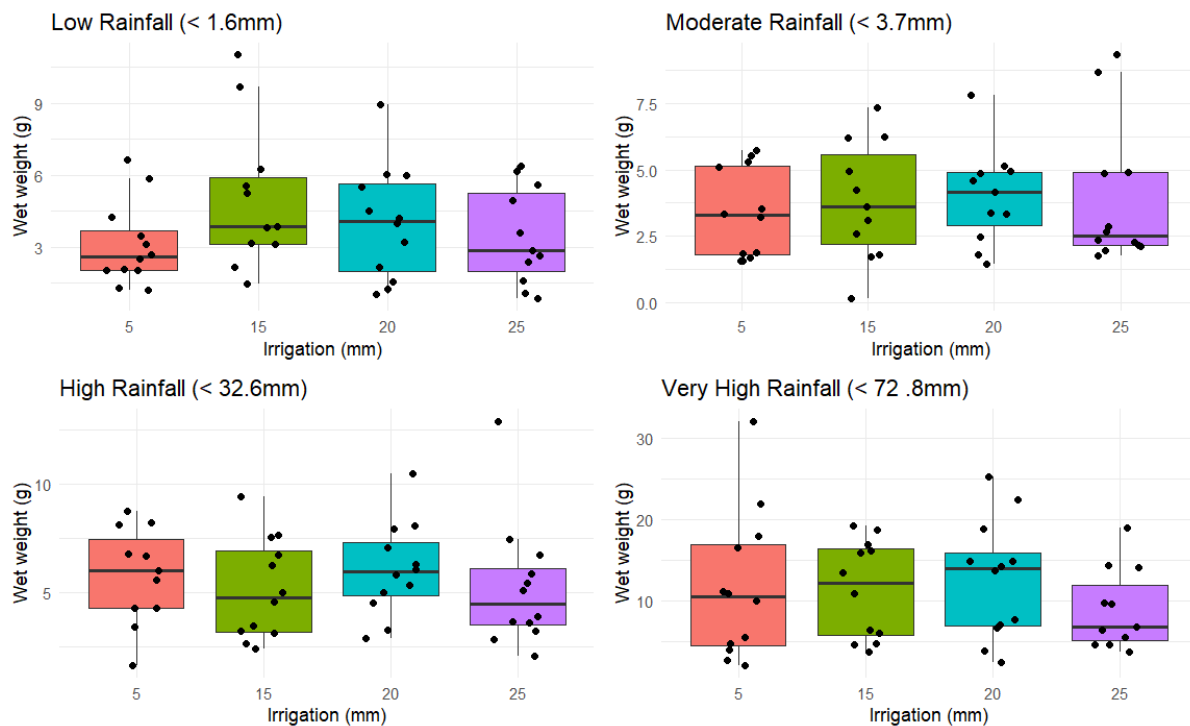 Low Rainfall (< 1.6mm)
Wet weight (g)
9
6
3
5 15 20 25
Irrigation (mm)
Moderate Rainfall (< 3.7mm)
Wet weight (g)
7.5
5.0
2.5
0.0
5 15 20 25
Irrigation (mm)
High Rainfall (< 32.6mm)
Wet weight (g)
10
5
5 15 20 25
Irrigation (mm)
Very High Rainfall (< 72 .8mm)
Wet weight (g)
30
20
10
5 15 20 25
Irrigation (mm)